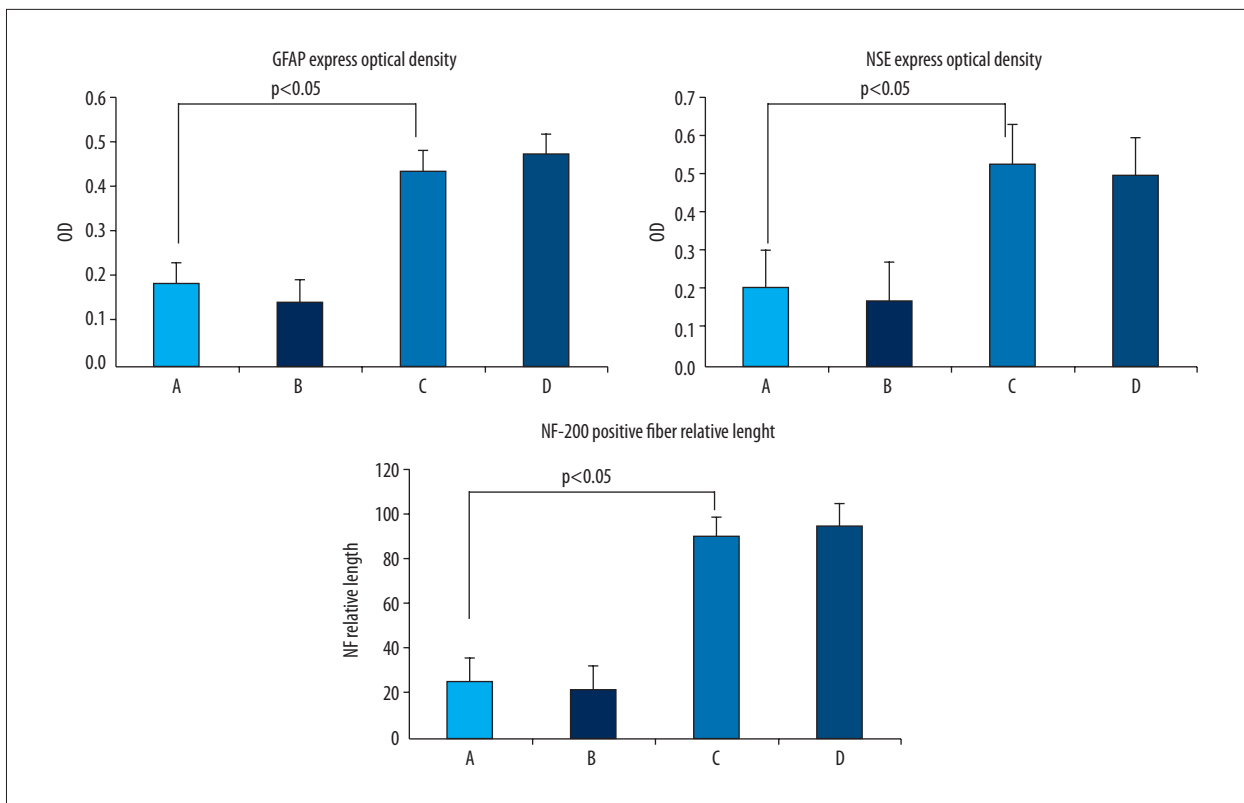 GFAP express optical density
p<0.05
0.6
0.5
0.4
0.3
0.2
0.1
0.0
OD
A B C D
NSE express optical density
p<0.05
0.7
0.6
0.5
0.4
0.3
0.2
0.1
0.0
OD
A B C D
NF-200 positive fiber relative lenght
p<0.05
120
100
80
60
40
20
0
NF relative length
A B C D